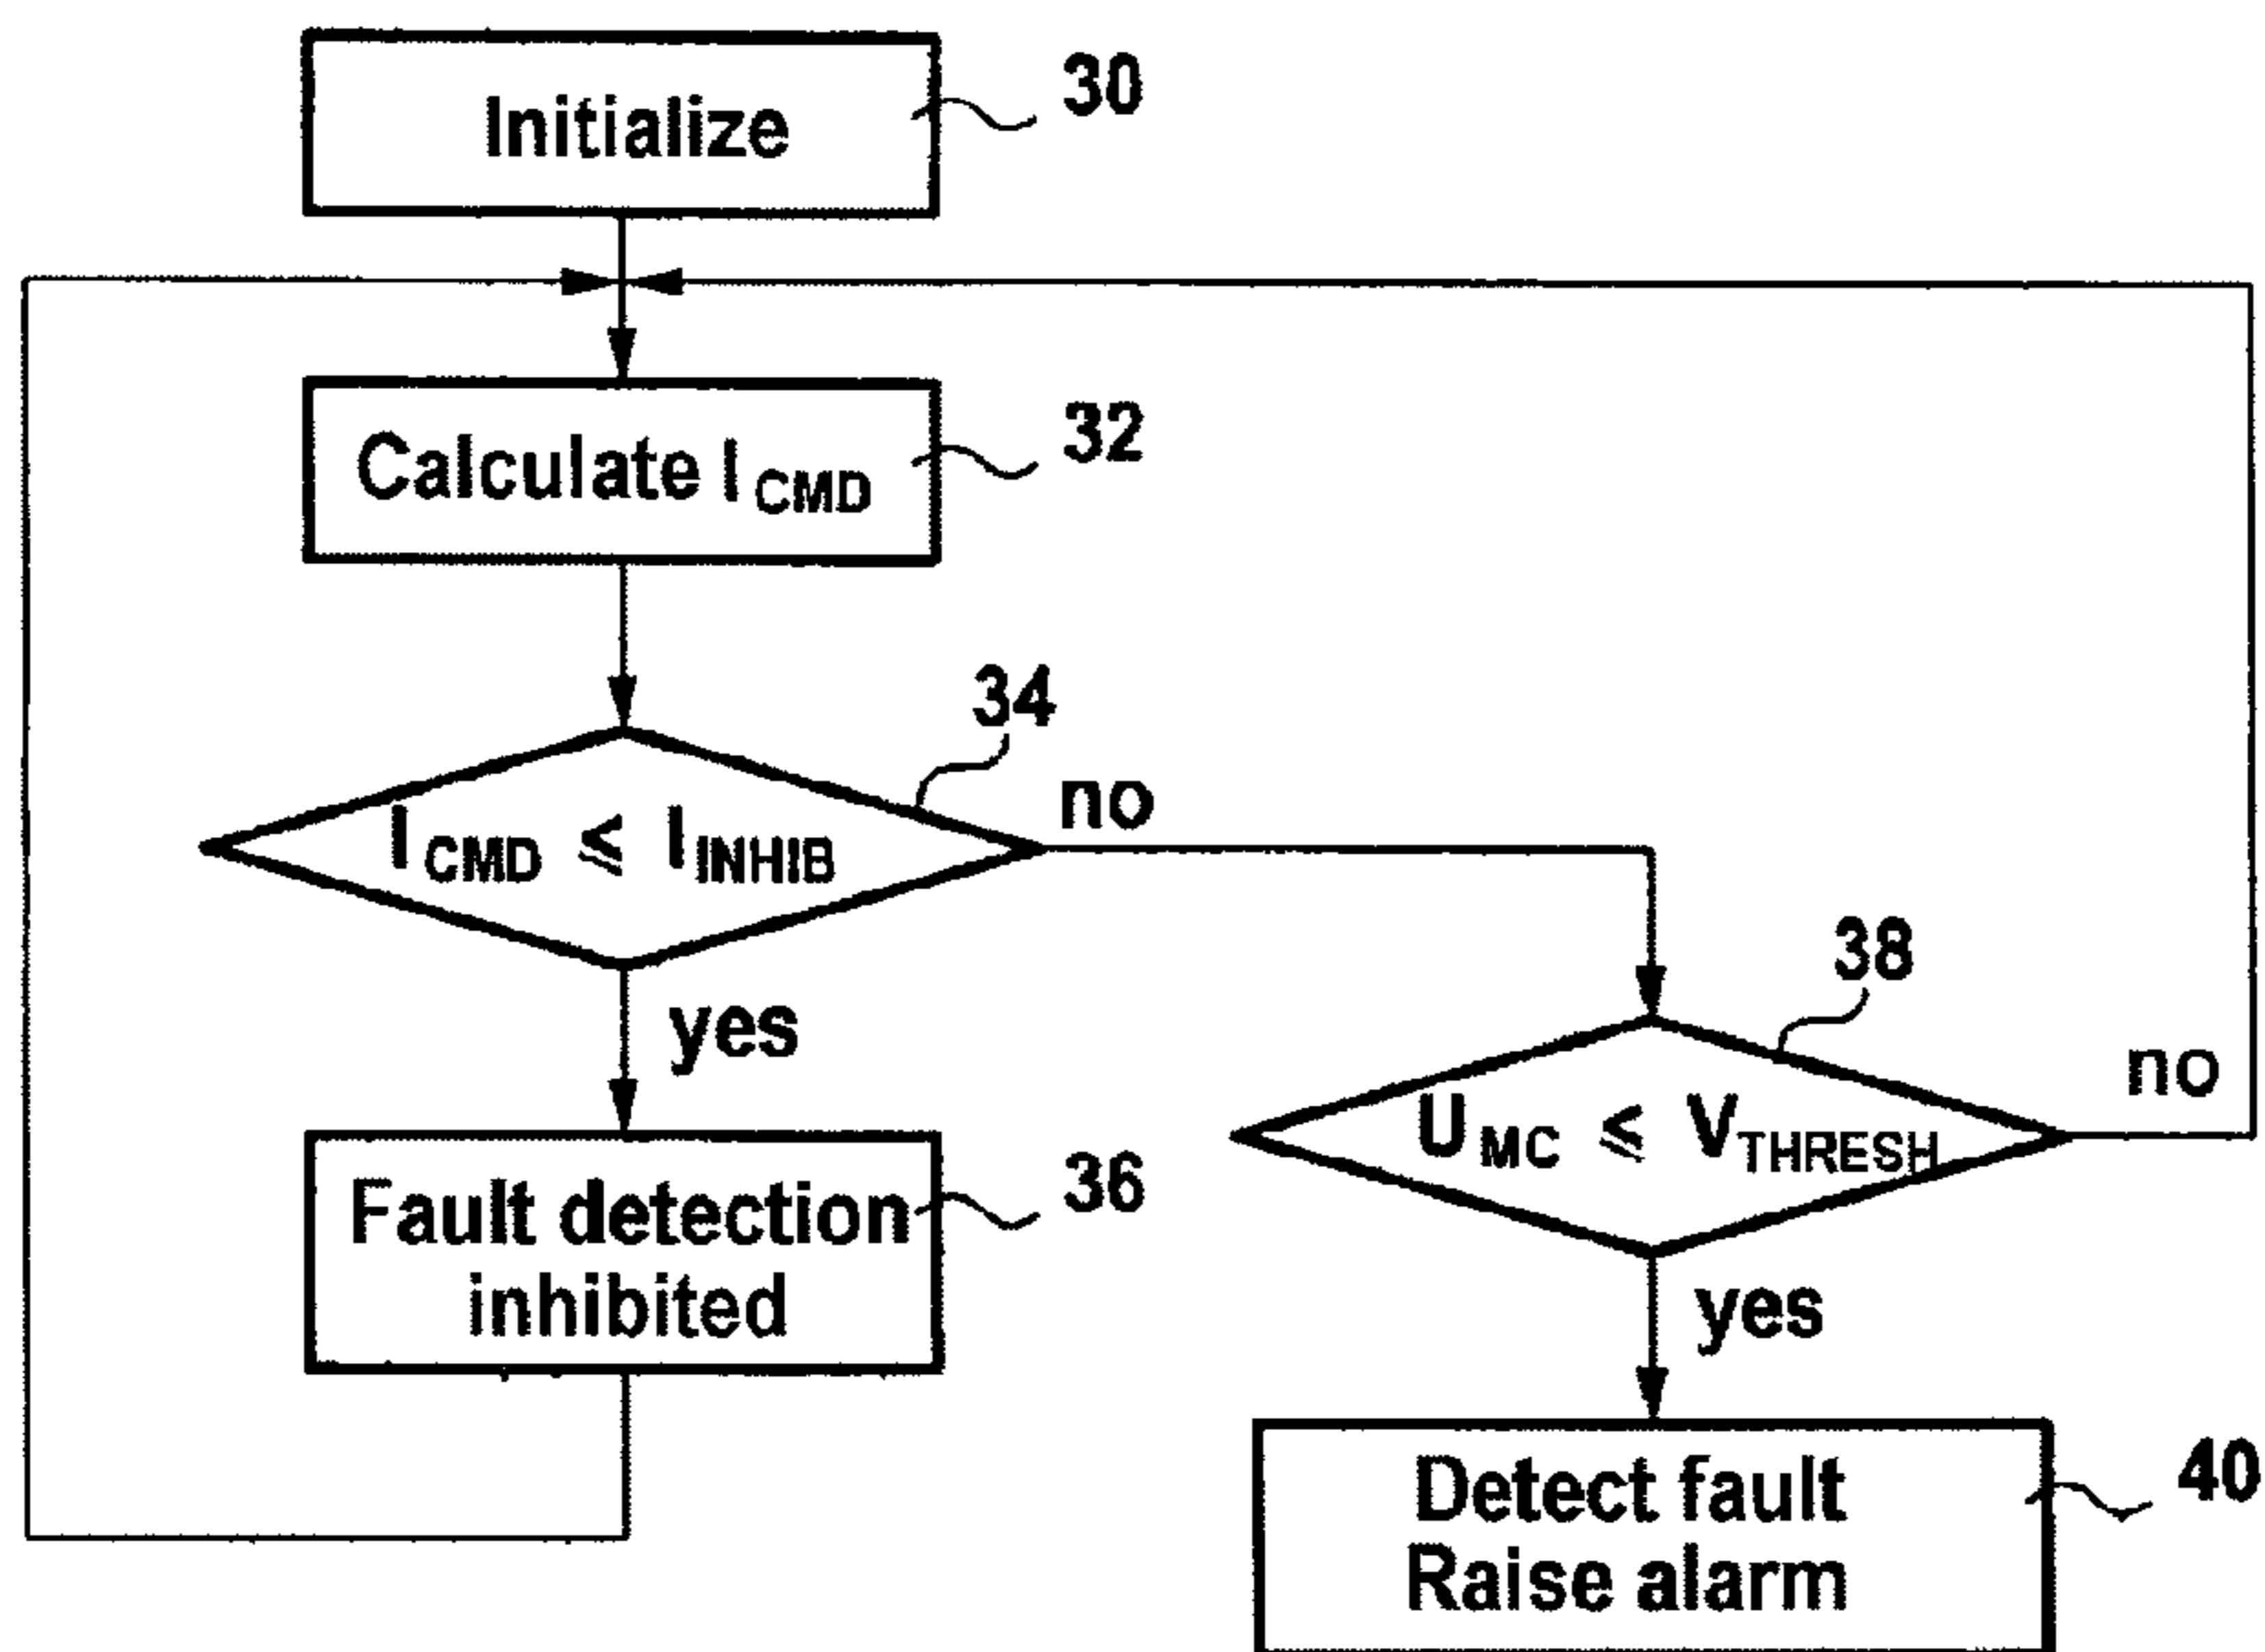 Initialize
30
Calculate I CMD
32
34
I CMD ⩽ I INHIB
no
yes
38
U MC ⩽ V THRESH
no
Fault detection
inhibited
36
yes
Detect fault
Raise alarm
40